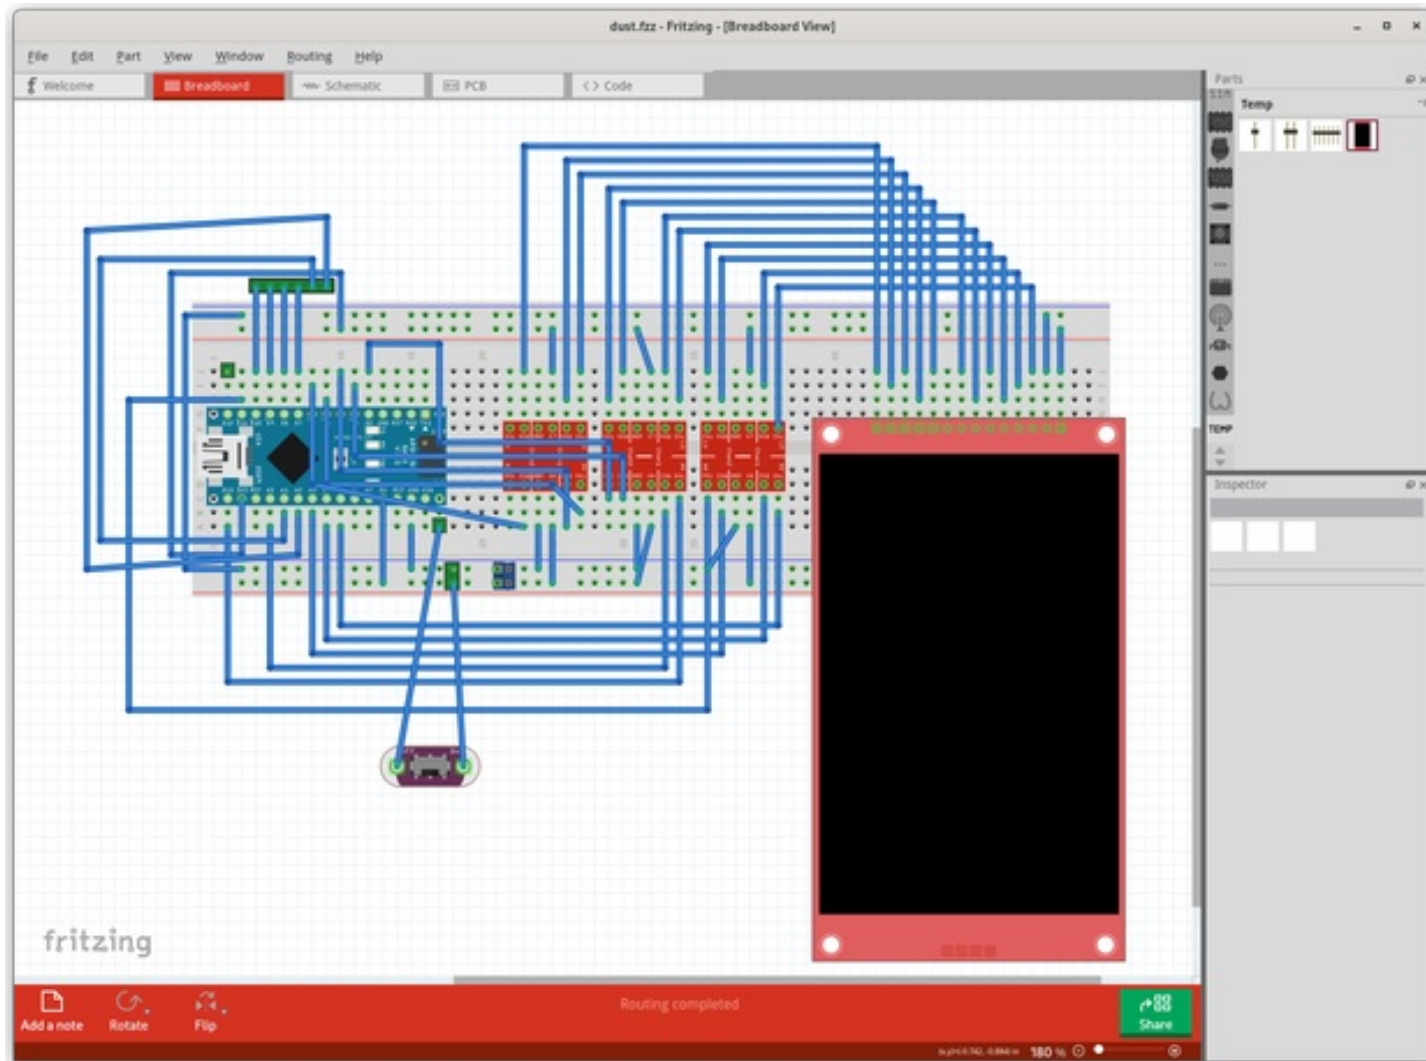 dust.fzz - Fritzing - [Breadboard View]
File Edit Part View Window Routing Help
Welcome Breadboard Schematic PCB Code
Parts
Temp
TEMP
Inspector
fritzing
Routing completed
Add a note Rotate Flip Share
180 %